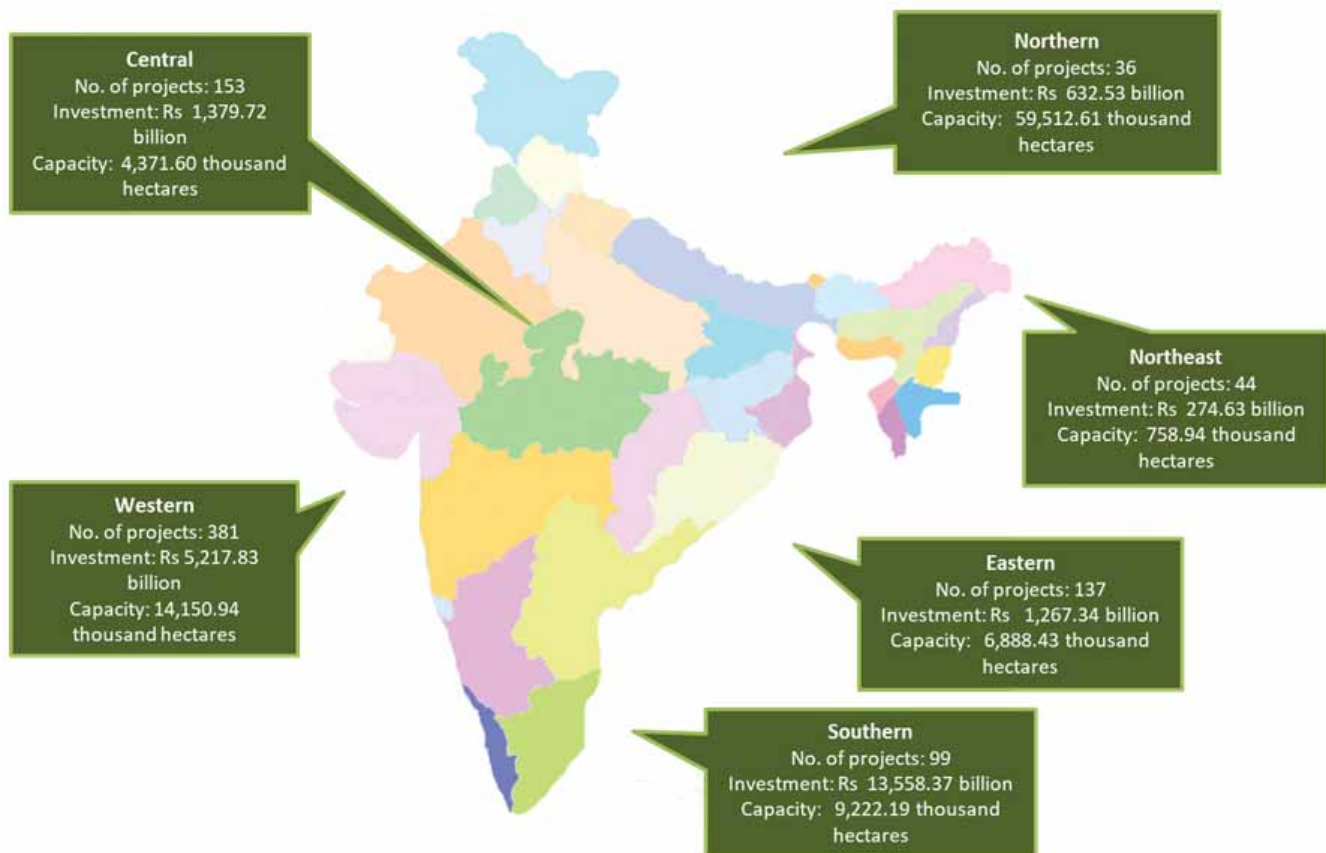 Central
No. of projects: 153
Investment: Rs 1,379.72
billion
Capacity: 4,371.60 thousand
hectares
Northern
No. of projects: 36
Investment: Rs 632.53 billion
Capacity: 59,512.61 thousand
hectares
Northeast
No. of projects: 44
Investment: Rs 274.63 billion
Capacity: 758.94 thousand
hectares
Western
No. of projects: 381
Investment: Rs 5,217.83
billion
Capacity: 14,150.94
thousand hectares
Eastern
No. of projects: 137
Investment: Rs 1,267.34 billion
Capacity: 6,888.43 thousand
hectares
Southern
No. of projects: 99
Investment: Rs 13,558.37 billion
Capacity: 9,222.19 thousand
hectares